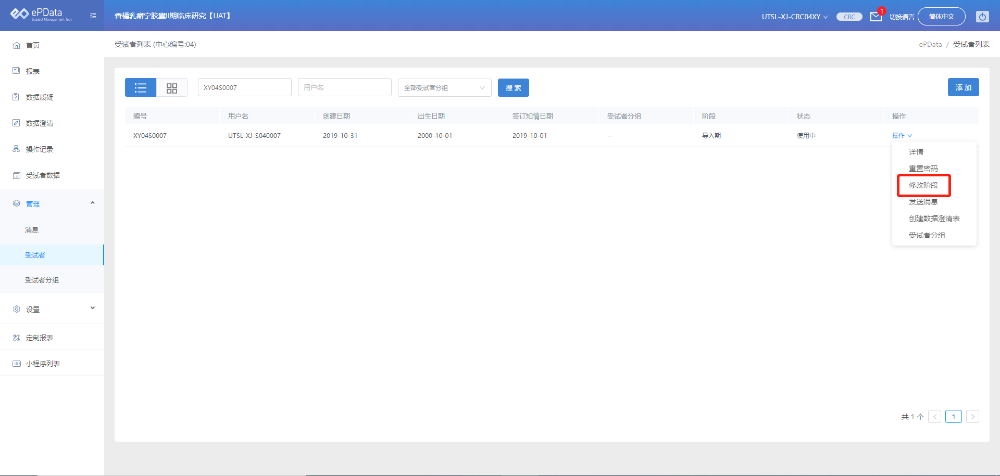 ePData
Subject Management Tool
香橘乳癖宁胶囊II期临床研究【UAT】
UTSL-XJ-CRC04XY
CRC
1
切换语言
简体中文
首页
报表
数据质疑
数据澄清
操作记录
受试者数据
管理
消息
受试者
受试者分组
设置
定制报表
小程序列表
受试者列表 (中心编号:04)
ePData / 受试者列表
XY04S0007
用户名
全部受试者分组
搜 索
添 加
编号 用户名 创建日期 出生日期 签订知情日期 受试者分组 阶段 状态 操作
XY04S0007 UTSL-XJ-S040007 2019-10-31 2000-10-01 2019-10-01 -- 导入期 使用中 操作
详情
重置密码
修改阶段
发送消息
创建数据澄清表
受试者分组
共 1 个 < 1 >